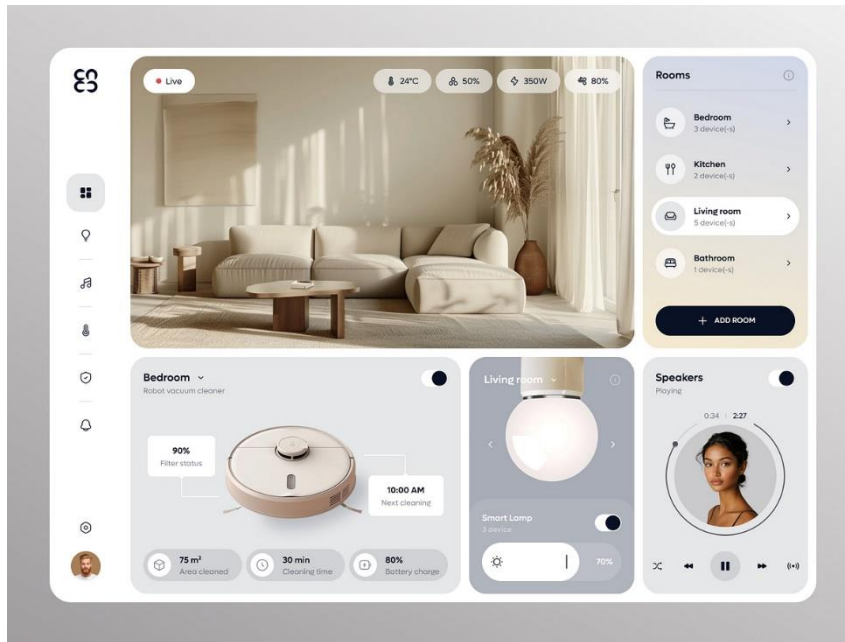 Live
24°C
50%
350W
80%
Rooms
Bedroom
3 device(-s)
Kitchen
2 device(-s)
Living room
5 device(-s)
Bathroom
1 device(-s)
+ ADD ROOM
Bedroom
Robot vacuum cleaner
90%
Filter status
10:00 AM
Next cleaning
75 m²
Area cleaned
30 min
Cleaning time
80%
Battery charge
Living room
Smart Lamp
3 device
70%
Speakers
Playing
0:34 | 2:27